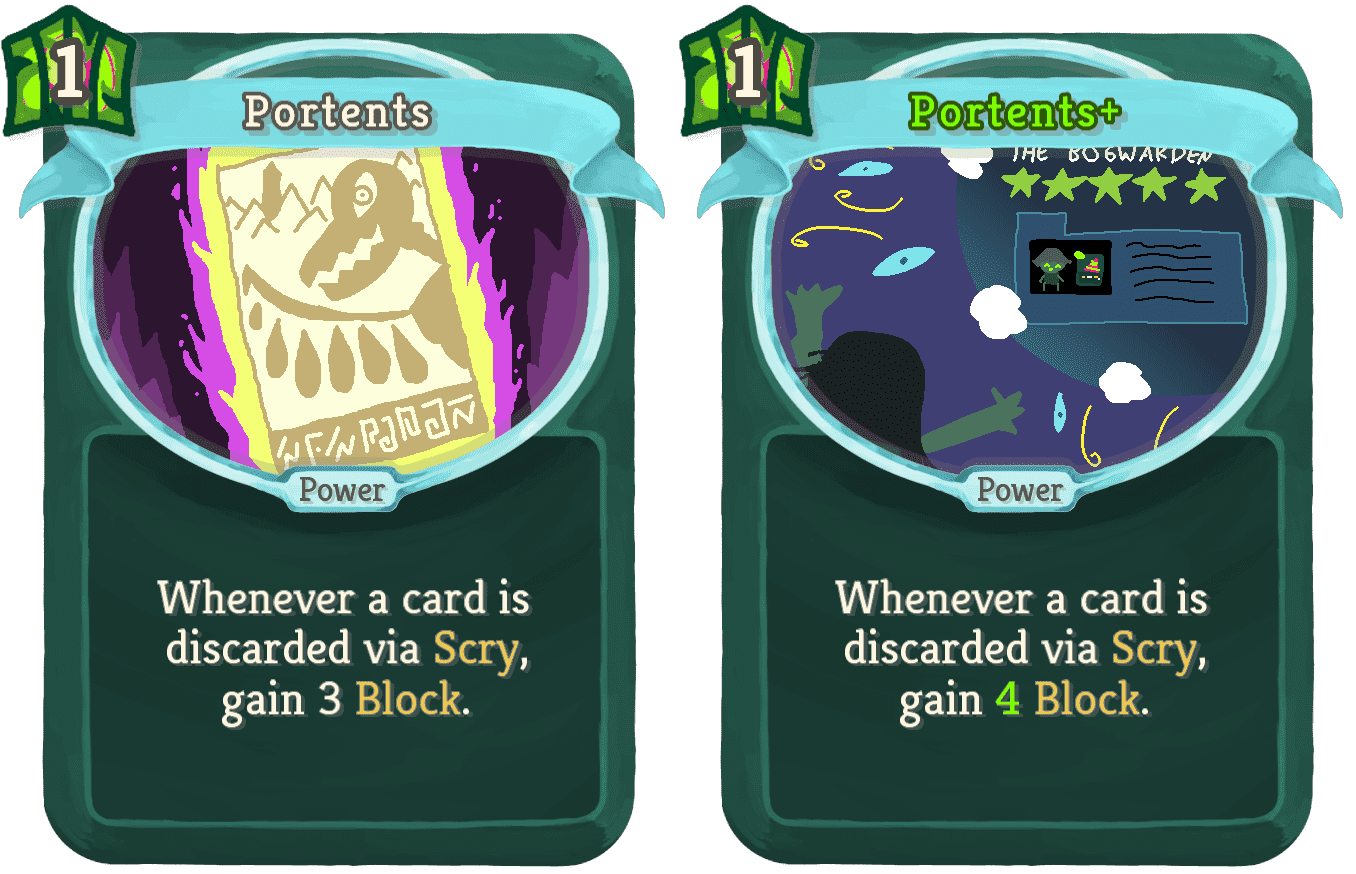 1
Portents
Power
Whenever a card is
discarded via Scry,
gain 3 Block.
1
Portents+
THE BOGWARDEN
Power
Whenever a card is
discarded via Scry,
gain 4 Block.